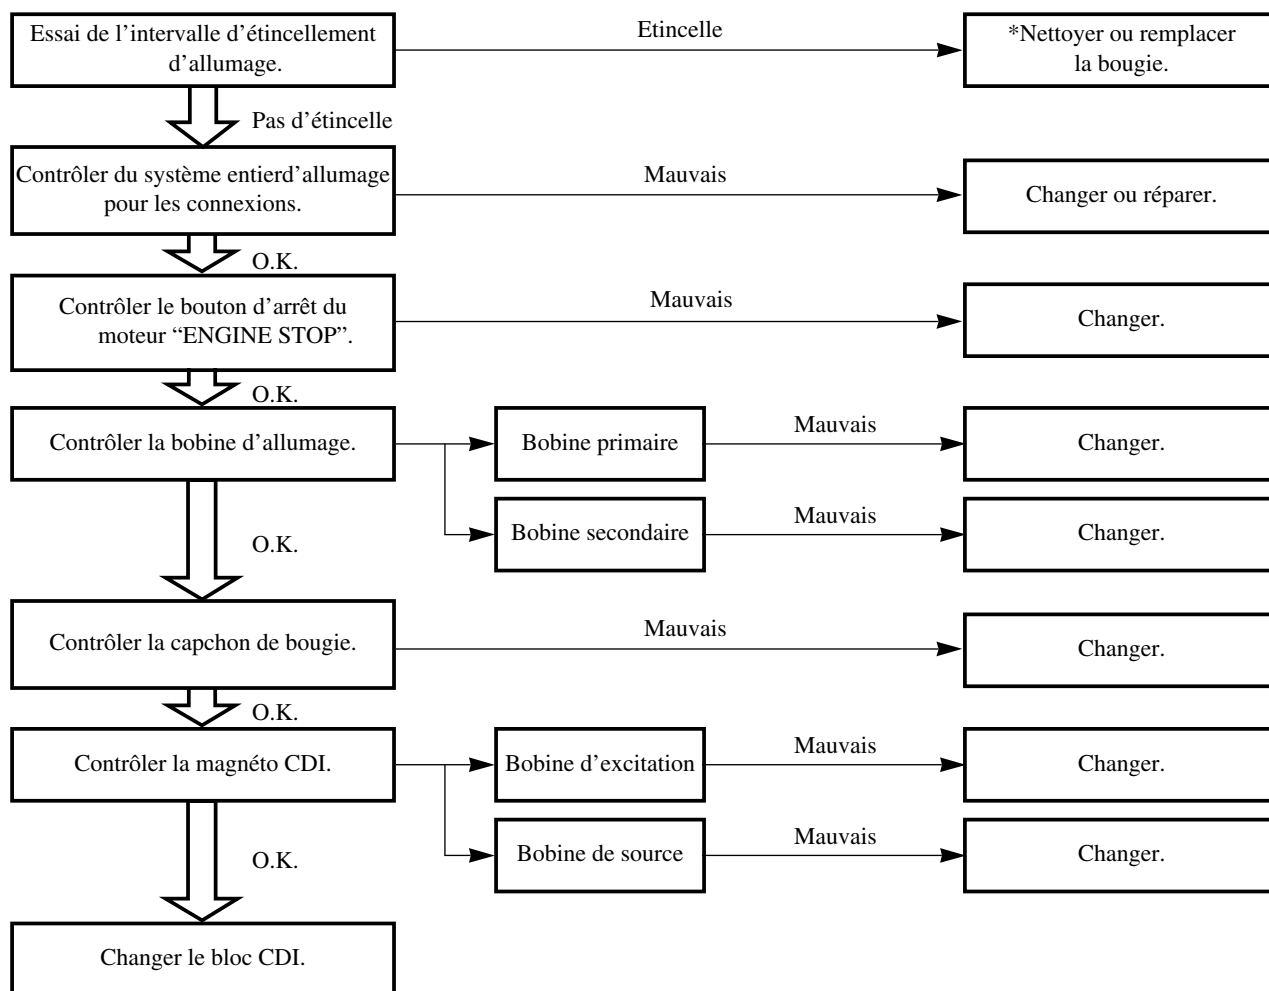 Essai de l’intervalle d’étincellement
d’allumage.
Etincelle
*Nettoyer ou remplacer
la bougie.
Pas d’étincelle
Contrôler du système entierd’allumage
pour les connexions.
Mauvais
Changer ou réparer.
O.K.
Contrôler le bouton d’arrêt du
moteur “ENGINE STOP”.
Mauvais
Changer.
O.K.
Contrôler la bobine d’allumage.
Bobine primaire
Mauvais
Changer.
Bobine secondaire
Mauvais
Changer.
O.K.
Contrôler la capchon de bougie.
Mauvais
Changer.
O.K.
Contrôler la magnéto CDI.
Bobine d'excitation
Mauvais
Changer.
Bobine de source
Mauvais
Changer.
O.K.
Changer le bloc CDI.